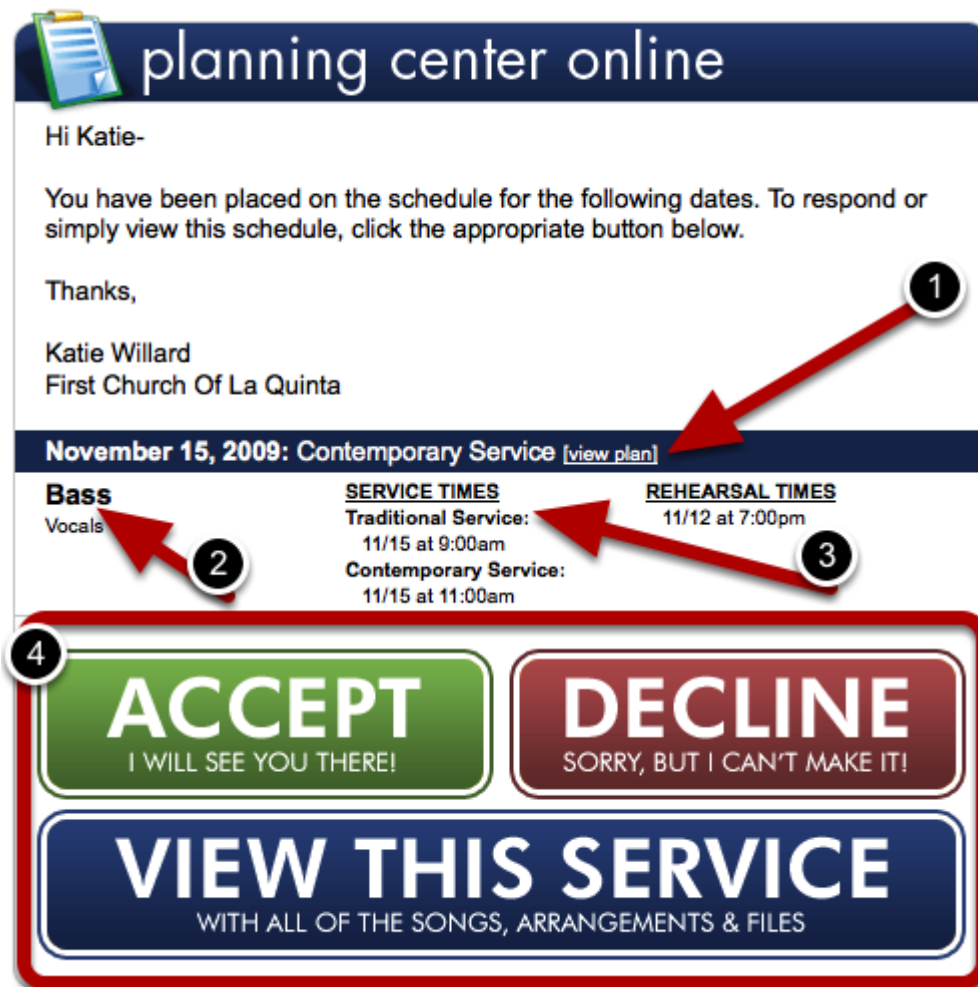 planning center online
Hi Katie-
You have been placed on the schedule for the following dates. To respond or
simply view this schedule, click the appropriate button below.
Thanks,
Katie Willard
First Church Of La Quinta
1
November 15, 2009: Contemporary Service [view plan]
Bass
Vocals
2
SERVICE TIMES
Traditional Service:
11/15 at 9:00am
Contemporary Service:
11/15 at 11:00am
REHEARSAL TIMES
11/12 at 7:00pm
3
4
ACCEPT
I WILL SEE YOU THERE!
DECLINE
SORRY, BUT I CAN'T MAKE IT!
VIEW THIS SERVICE
WITH ALL OF THE SONGS, ARRANGEMENTS & FILES